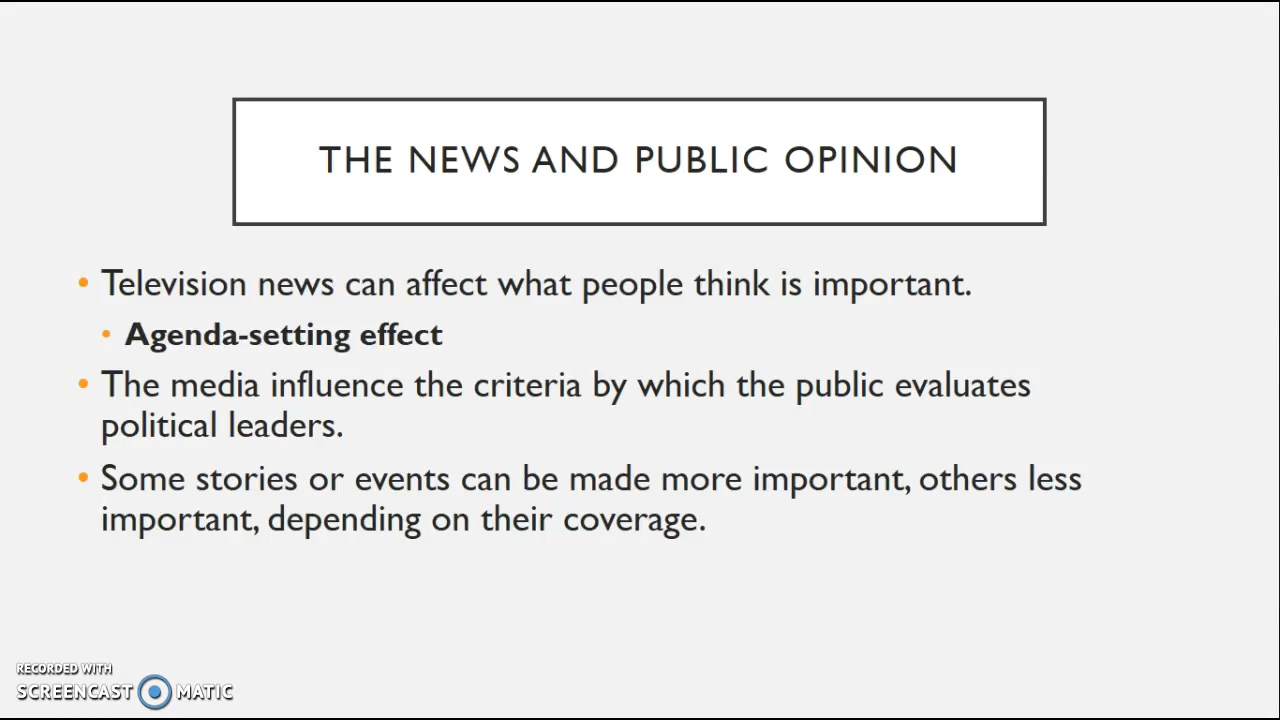 THE NEWS AND PUBLIC OPINION
• Television news can affect what people think is important.
• Agenda-setting effect
• The media influence the criteria by which the public evaluates
political leaders.
• Some stories or events can be made more important, others less
important, depending on their coverage.
RECORDED WITH
SCREENCAST MATIC